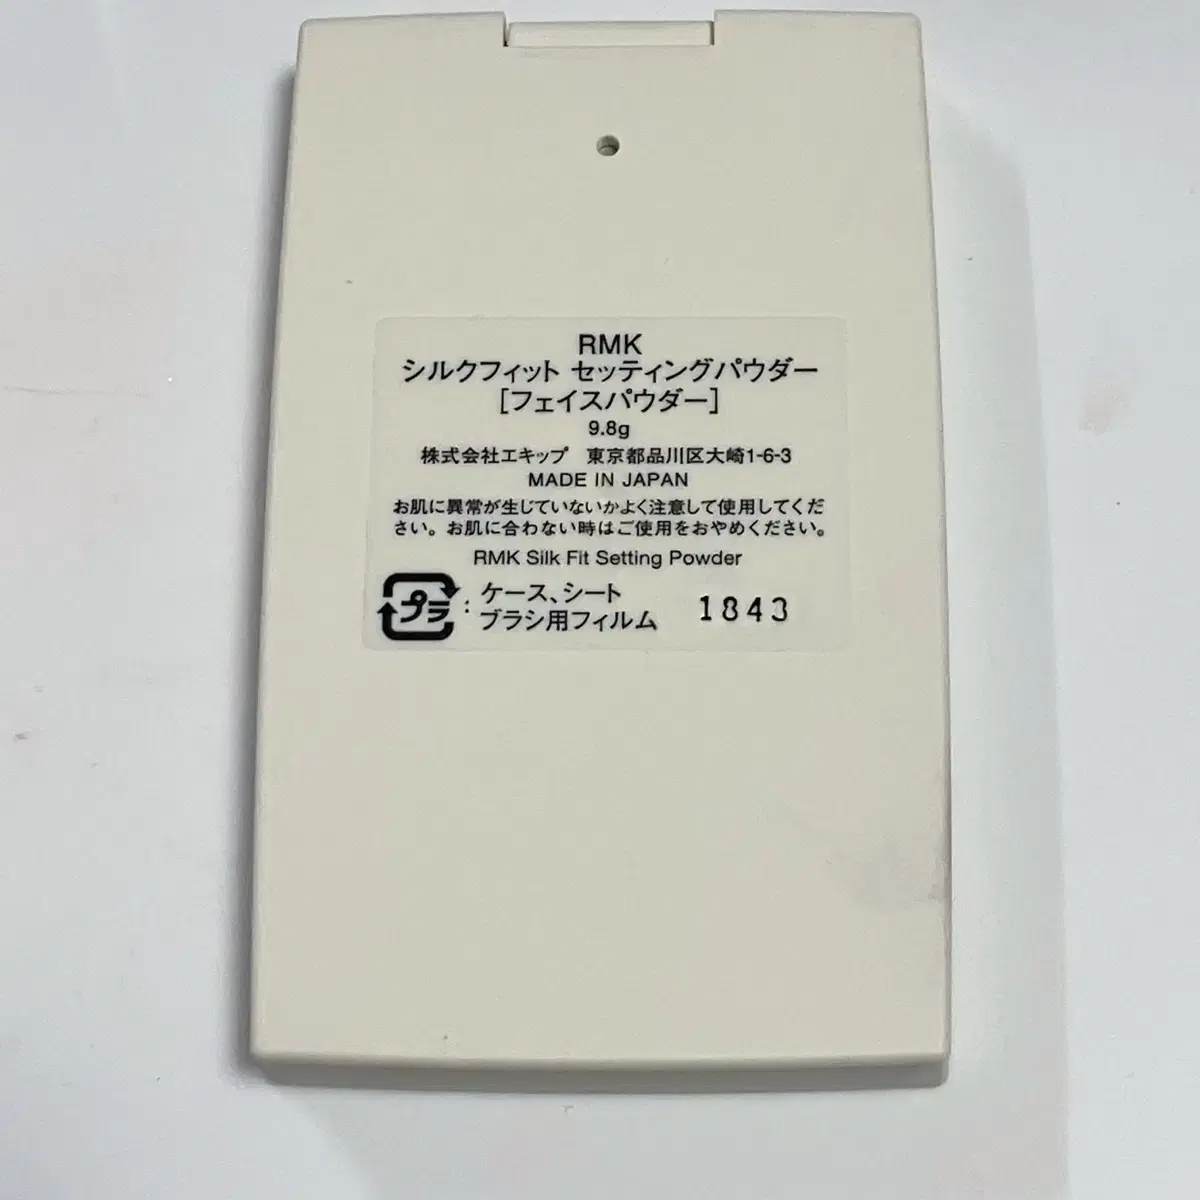 RMK
シルクフィット セッティングパウダー
[フェイスパウダー]
9.8g
株式会社エキップ 東京都品川区大崎1-6-3
MADE IN JAPAN
お肌に異常が生じていないかよく注意して使用してくだ
さい。お肌に合わない時はご使用をおやめください。
RMK Silk Fit Setting Powder
プラ : ケース、シート
ブラシ用フィルム 1843